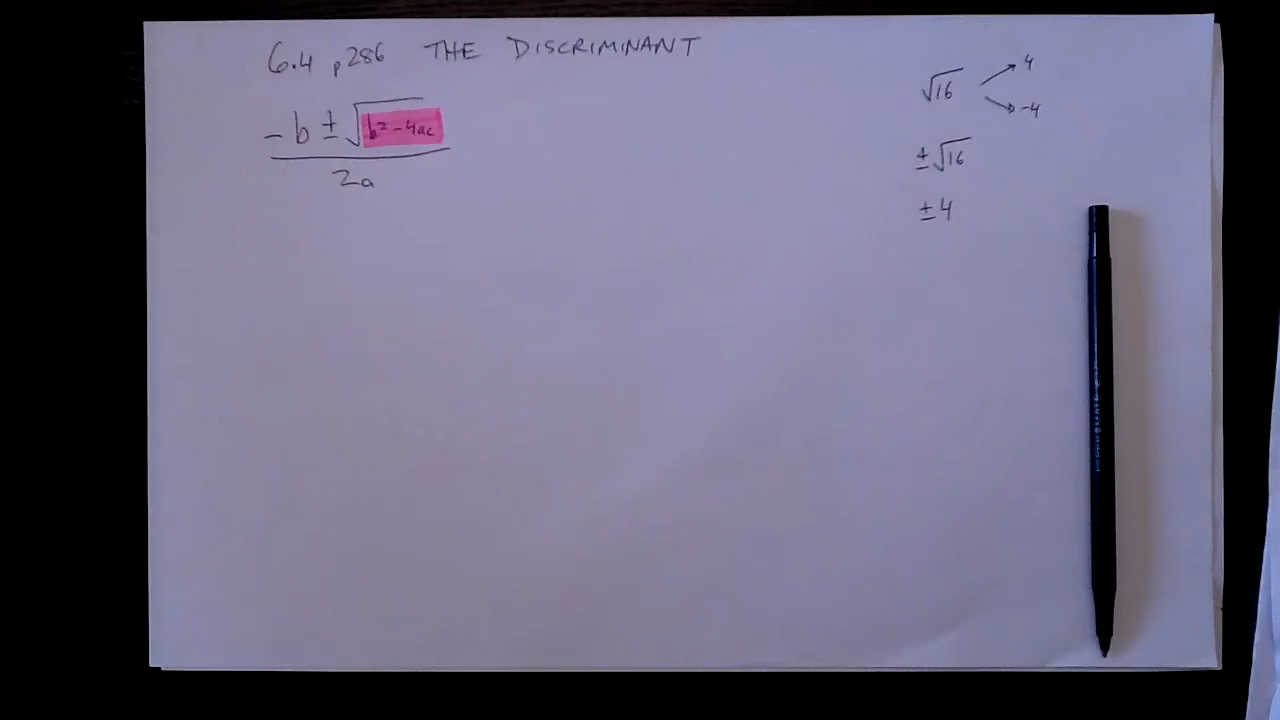 6.4 p286 THE DISCRIMINANT
-b ± √b²-4ac
2a
√16 → 4
→ -4
± √16
± 4